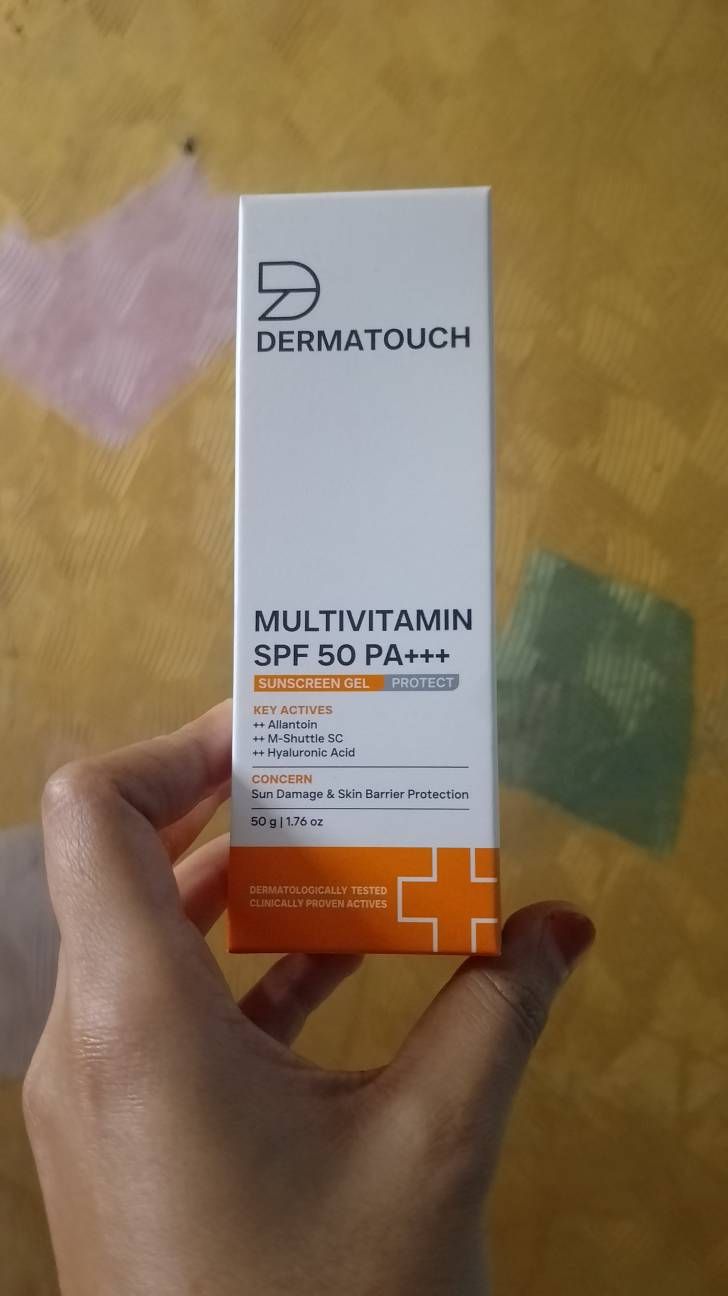 DERMATOUCH
MULTIVITAMIN
SPF 50 PA+++
SUNSCREEN GEL PROTECT
KEY ACTIVES
++ Allantoin
++ M-Shuttle SC
++ Hyaluronic Acid
CONCERN
Sun Damage & Skin Barrier Protection
50 g | 1.76 oz
DERMATOLOGICALLY TESTED
CLINICALLY PROVEN ACTIVES